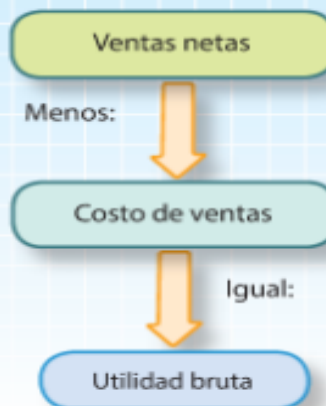 Ventas netas
Menos:
Costo de ventas
Igual:
Utilidad bruta